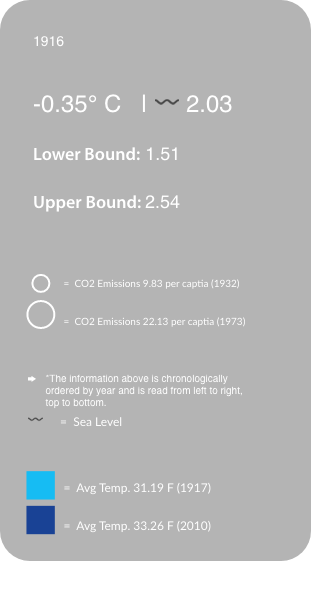 1916
-0.35° C | 2.03
Lower Bound: 1.51
Upper Bound: 2.54
= CO2 Emissions 9.83 per captia (1932)
= CO2 Emissions 22.13 per captia (1973)
*The information above is chronologically
ordered by year and is read from left to right,
top to bottom.
= Sea Level
= Avg Temp. 31.19 F (1917)
= Avg Temp. 33.26 F (2010)